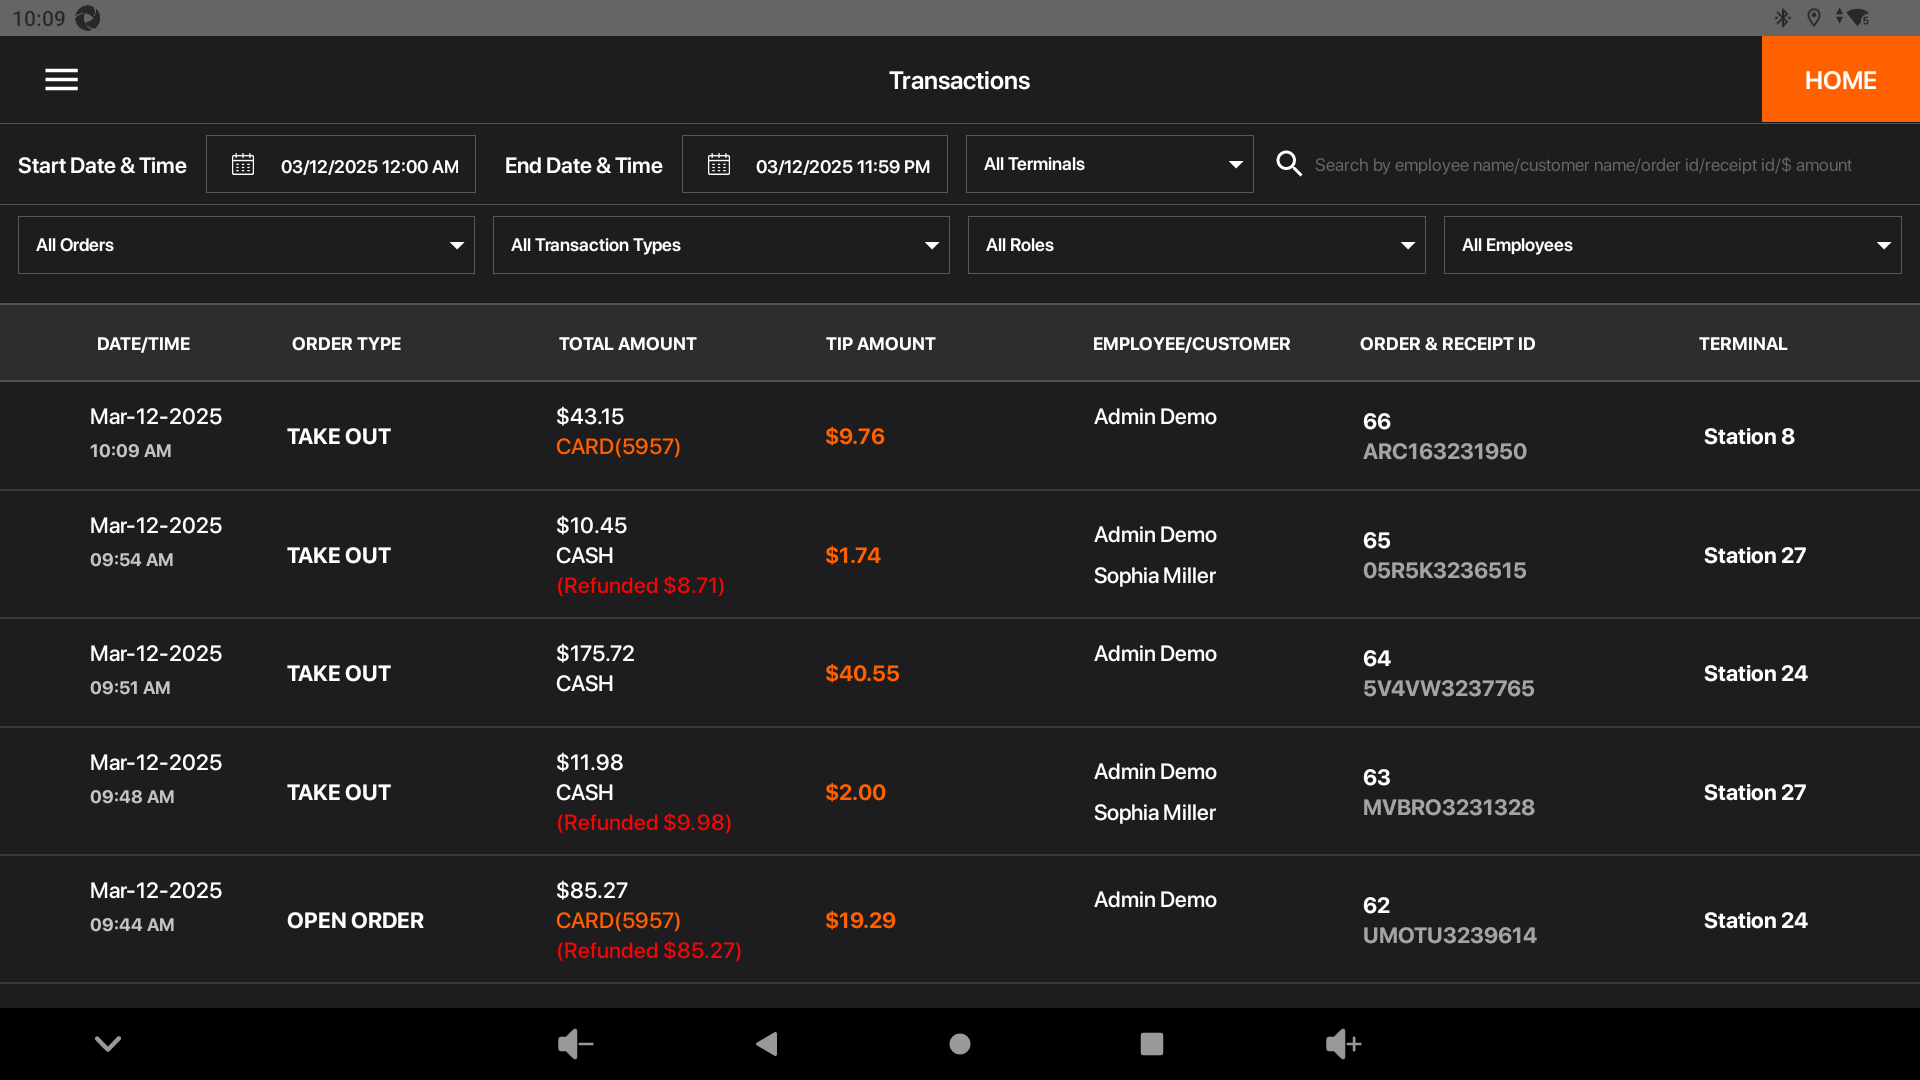 10:09
5
Transactions
HOME
Start Date & Time
03/12/2025 12:00 AM
End Date & Time
03/12/2025 11:59 PM
All Terminals
Search by employee name/customer name/order id/receipt id/$ amount
All Orders
All Transaction Types
All Roles
All Employees
DATE/TIME
ORDER TYPE
TOTAL AMOUNT
TIP AMOUNT
EMPLOYEE/CUSTOMER
ORDER & RECEIPT ID
TERMINAL
Mar-12-2025
10:09 AM
TAKE OUT
$43.15
CARD(5957)
$9.76
Admin Demo
66
ARC163231950
Station 8
Mar-12-2025
09:54 AM
TAKE OUT
$10.45
CASH
(Refunded $8.71)
$1.74
Admin Demo
Sophia Miller
65
05R5K3236515
Station 27
Mar-12-2025
09:51 AM
TAKE OUT
$175.72
CASH
$40.55
Admin Demo
64
5V4VW3237765
Station 24
Mar-12-2025
09:48 AM
TAKE OUT
$11.98
CASH
(Refunded $9.98)
$2.00
Admin Demo
Sophia Miller
63
MVBRO3231328
Station 27
Mar-12-2025
09:44 AM
OPEN ORDER
$85.27
CARD(5957)
(Refunded $85.27)
$19.29
Admin Demo
62
UMOTU3239614
Station 24